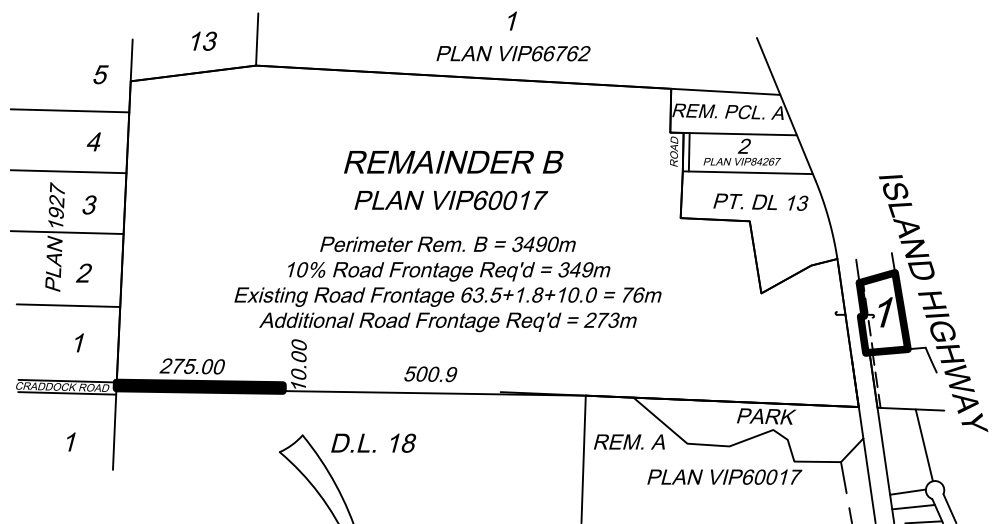 1
13
PLAN VIP66762
5
REM. PCL. A
4
2
PLAN VIP84267
ROAD
REMAINDER B
PLAN VIP60017
PT. DL 13
3
PLAN 1927
2
Perimeter Rem. B = 3490m
10% Road Frontage Req'd = 349m
Existing Road Frontage 63.5+1.8+10.0 = 76m
Additional Road Frontage Req'd = 273m
ISLAND HIGHWAY
1
1
275.00
10.00
500.9
CRADDOCK ROAD
1
D.L. 18
REM. A
PARK
PLAN VIP60017